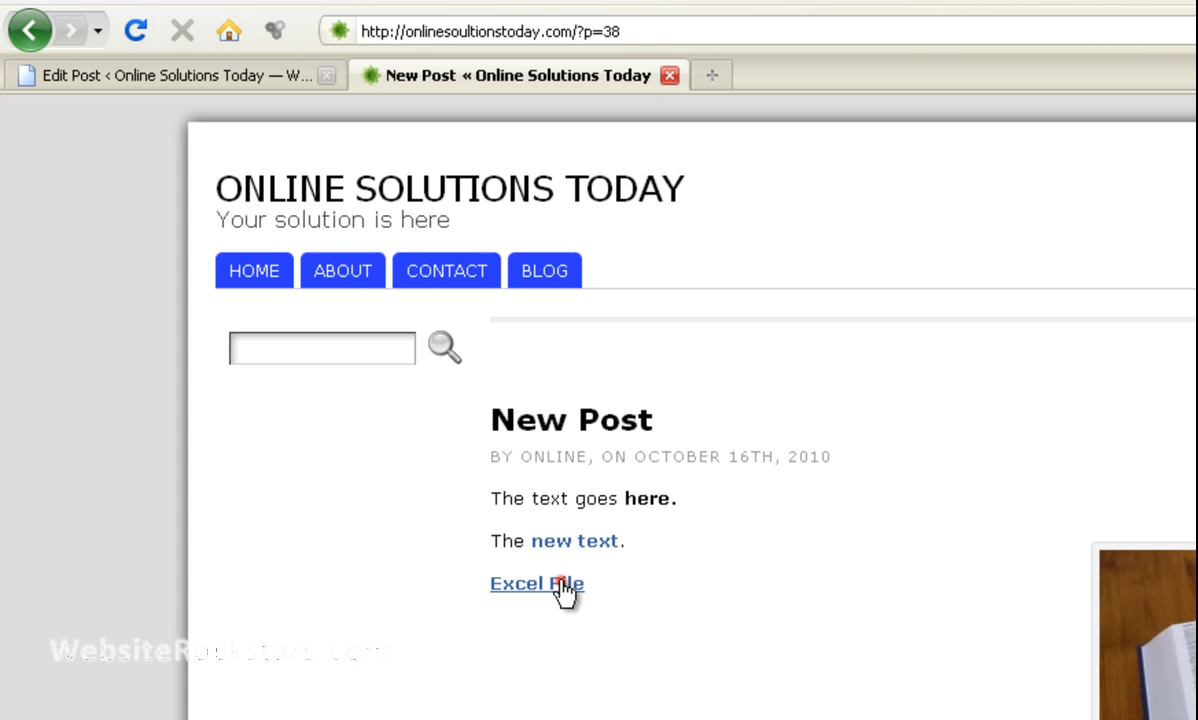 http://onlinesoultionstoday.com/?p=38
Edit Post ‹ Online Solutions Today — W...
New Post « Online Solutions Today
ONLINE SOLUTIONS TODAY
Your solution is here
HOME ABOUT CONTACT BLOG
New Post
BY ONLINE, ON OCTOBER 16TH, 2010
The text goes here.
The new text.
Excel File
WebsiteRockstars.com